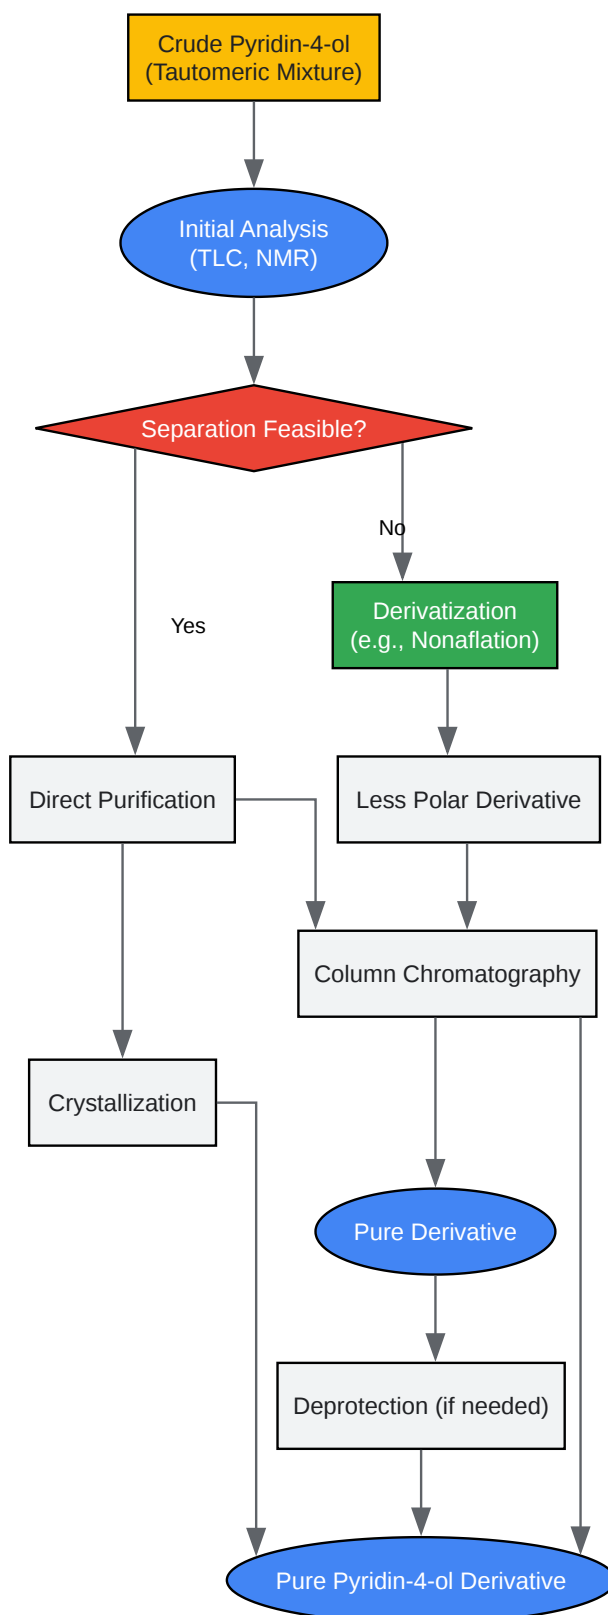 Crude Pyridin-4-ol
(Tautomeric Mixture)
Initial Analysis
(TLC, NMR)
Separation Feasible?
No
Derivatization
(e.g., Nonaflation)
Yes
Direct Purification
Less Polar Derivative
Column Chromatography
Crystallization
Pure Derivative
Deprotection (if needed)
Pure Pyridin-4-ol Derivative